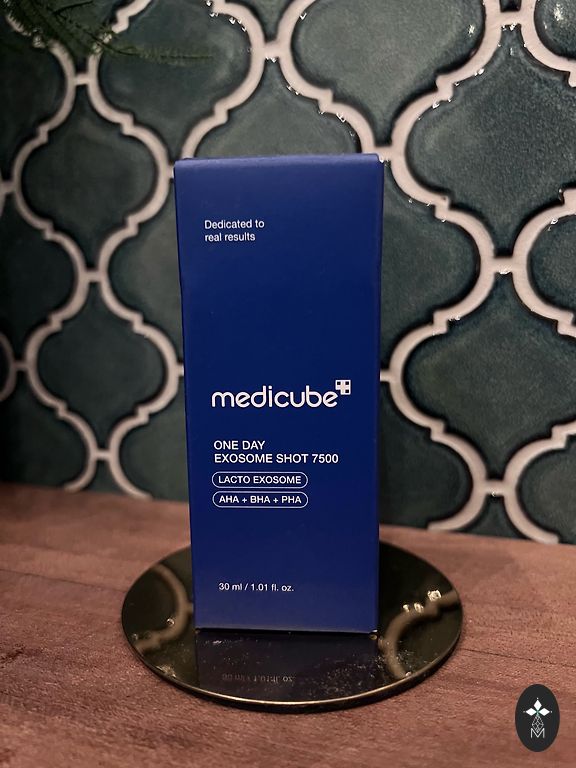 Dedicated to
real results
medicube
ONE DAY
EXOSOME SHOT 7500
LACTO EXOSOME
AHA + BHA + PHA
30 ml / 1.01 fl. oz.